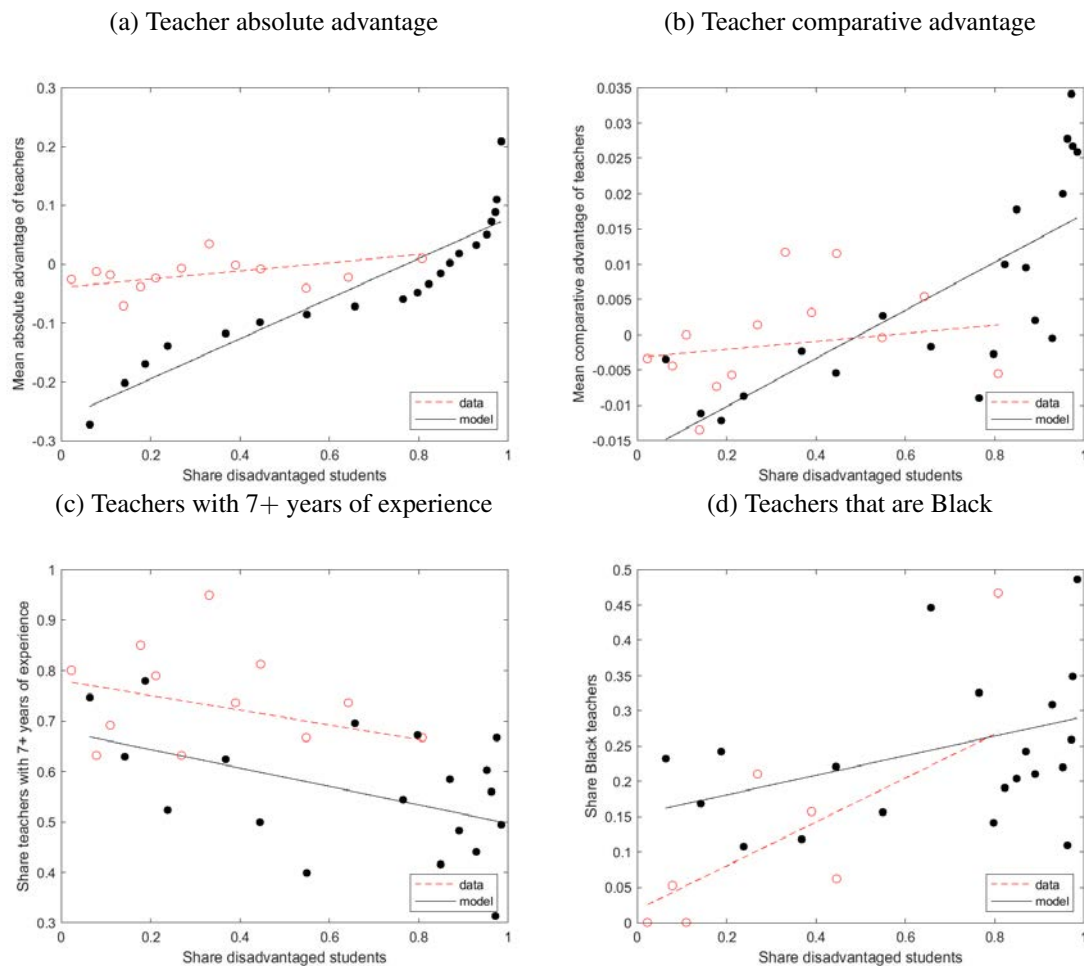 (a) Teacher absolute advantage
(b) Teacher comparative advantage
0.3
0.2
0.1
0
-0.1
-0.2
-0.3
Mean absolute advantage of teachers
0 0.2 0.4 0.6 0.8 1
Share disadvantaged students
data
model
0.035
0.03
0.025
0.02
0.015
0.01
0.005
0
-0.005
-0.01
-0.015
Mean comparative advantage of teachers
0 0.2 0.4 0.6 0.8 1
Share disadvantaged students
data
model
(c) Teachers with 7+ years of experience
(d) Teachers that are Black
1
0.9
0.8
0.7
0.6
0.5
0.4
0.3
Share teachers with 7+ years of experience
0 0.2 0.4 0.6 0.8 1
Share disadvantaged students
data
model
0.5
0.45
0.4
0.35
0.3
0.25
0.2
0.15
0.1
0.05
0
Share Black teachers
0 0.2 0.4 0.6 0.8 1
Share disadvantaged students
data
model